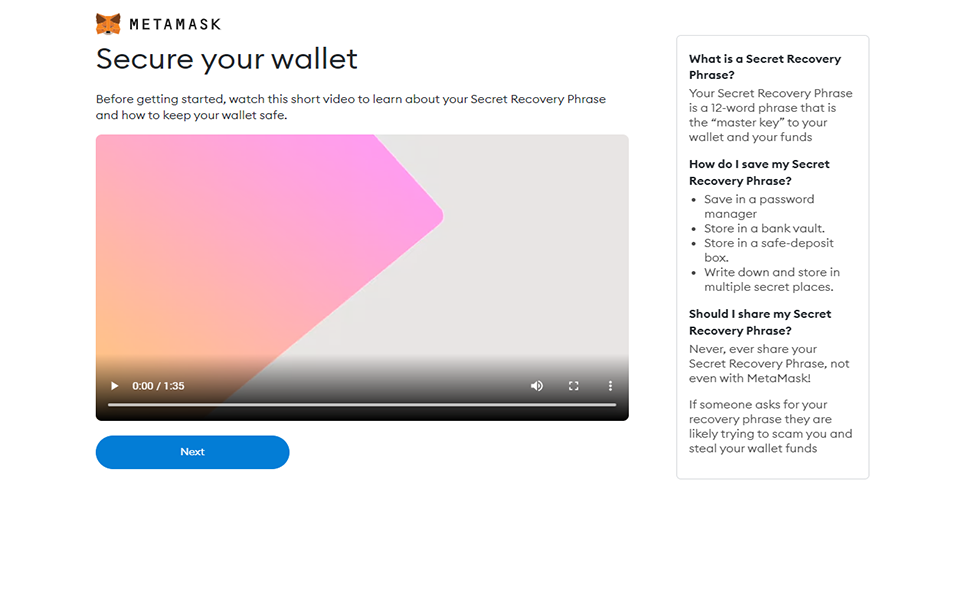 METAMASK
Secure your wallet
Before getting started, watch this short video to learn about your Secret Recovery Phrase
and how to keep your wallet safe.
0:00 / 1:35
Next
What is a Secret Recovery
Phrase?
Your Secret Recovery Phrase
is a 12-word phrase that is
the “master key” to your
wallet and your funds
How do I save my Secret
Recovery Phrase?
• Save in a password
manager
• Store in a bank vault.
• Store in a safe-deposit
box.
• Write down and store in
multiple secret places.
Should I share my Secret
Recovery Phrase?
Never, ever share your
Secret Recovery Phrase, not
even with MetaMask!
If someone asks for your
recovery phrase they are
likely trying to scam you and
steal your wallet funds